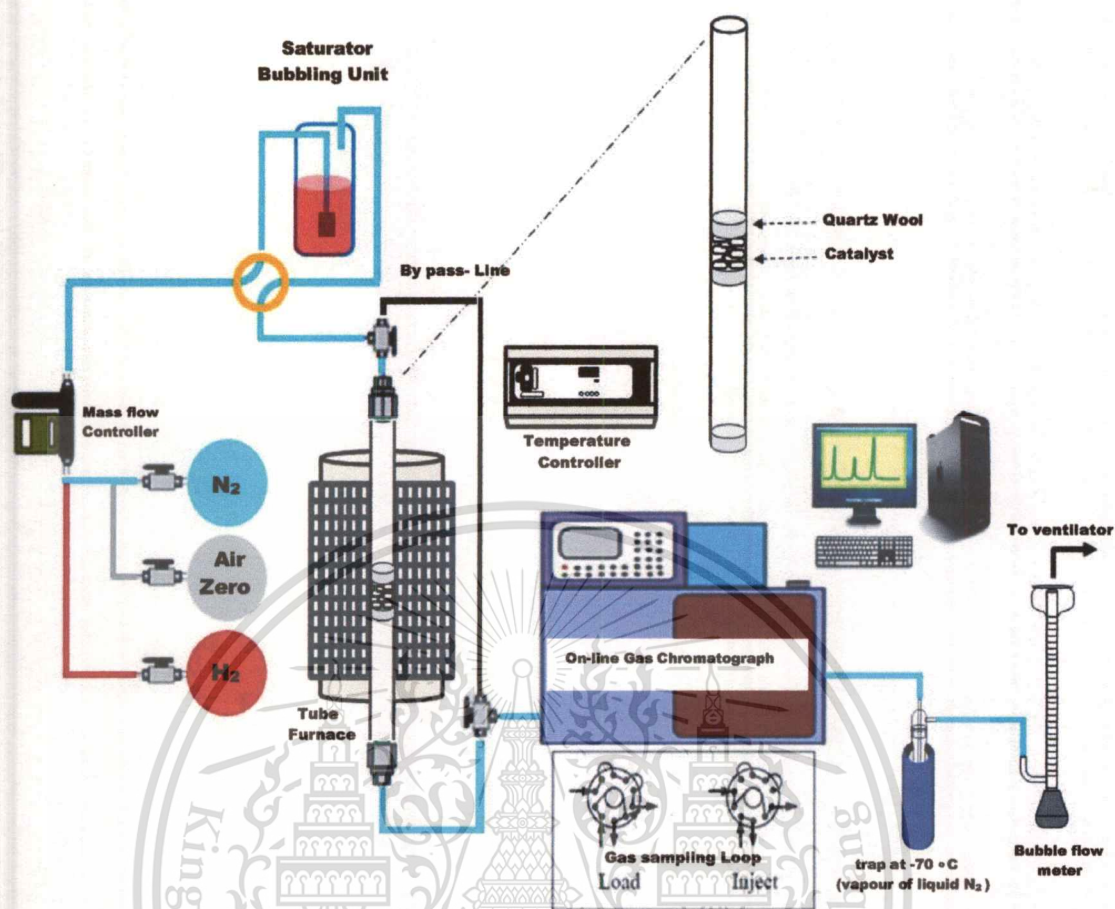 Saturator
Bubbling Unit
Quartz Wool
Catalyst
By pass- Line
Mass flow
Controller
Temperature
Controller
N₂
Air
Zero
H₂
To ventilator
On-line Gas Chromatograph
Tube
Furnace
Gas sampling Loop
Load Inject
trap at -70 °C
(vapour of liquid N₂)
Bubble flow
meter
King